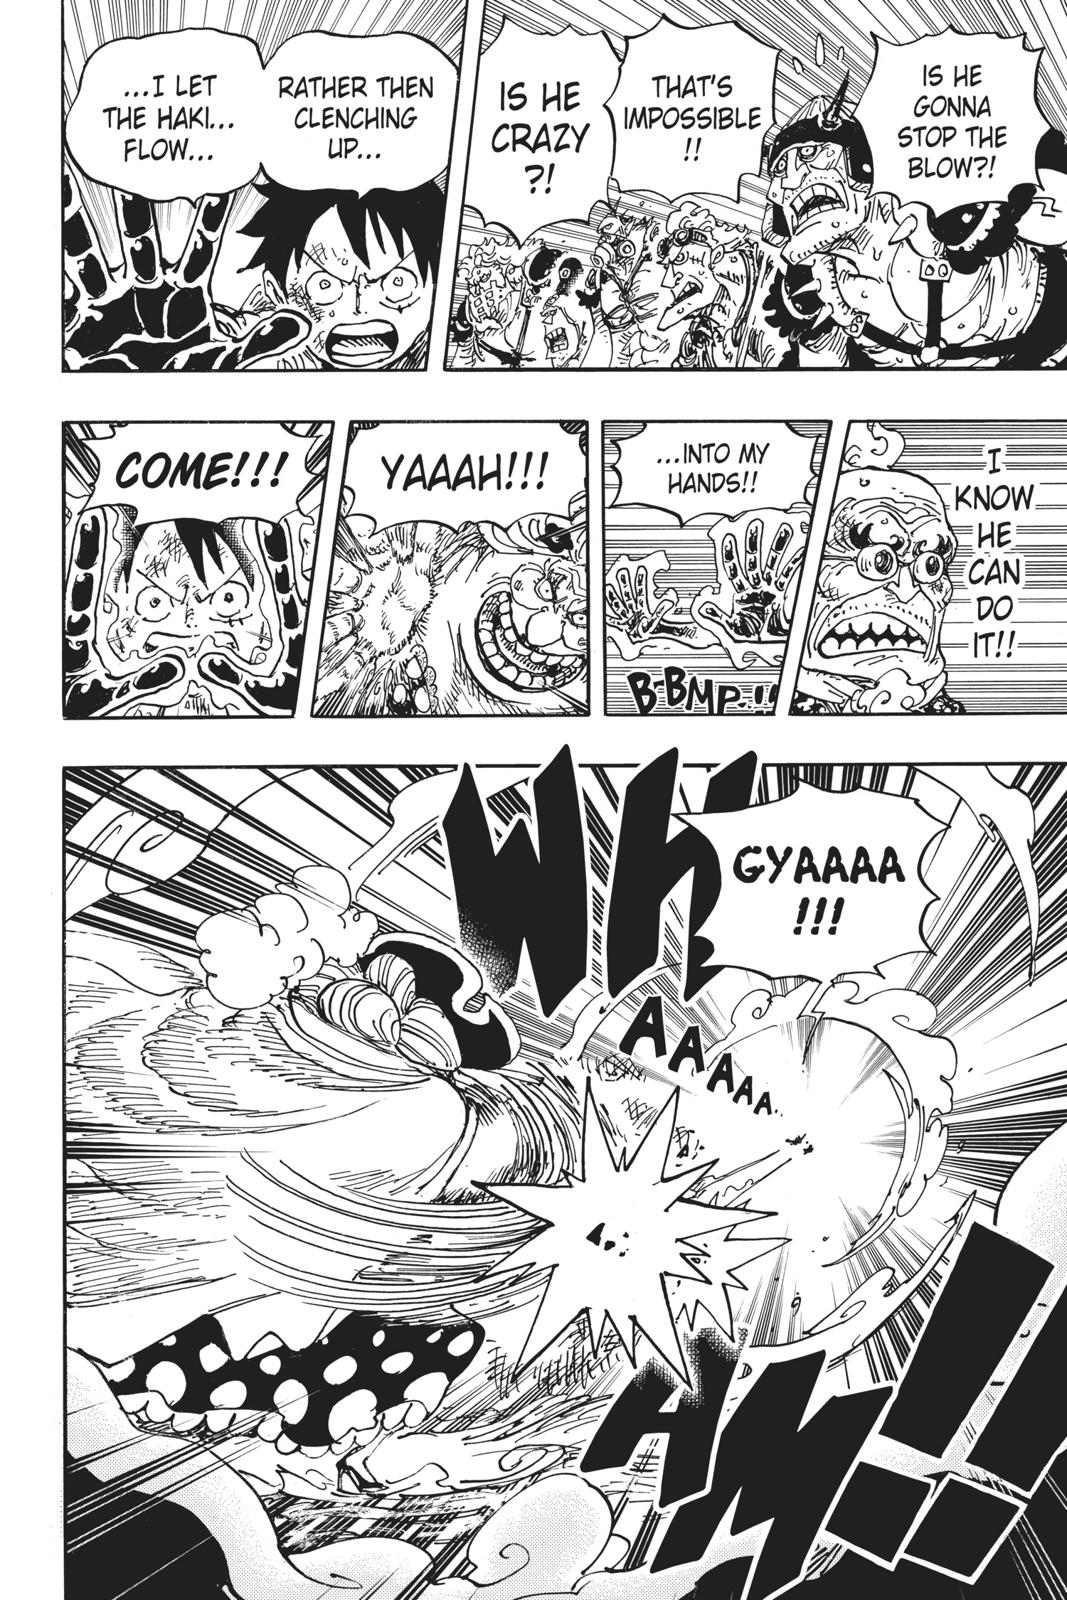 IS HE
GONNA
STOP THE
BLOW?!
THAT'S
IMPOSSIBLE
!!
IS HE
CRAZY
?!
RATHER THEN
CLENCHING
UP...
...I LET
THE HAKI...
FLOW...
I
KNOW
HE
CAN
DO
IT!!
...INTO MY
HANDS!!
B-BMP!!
YAAAH!!!
COME!!!
GYAAAA
!!!
WH
AAAAA
AM!!